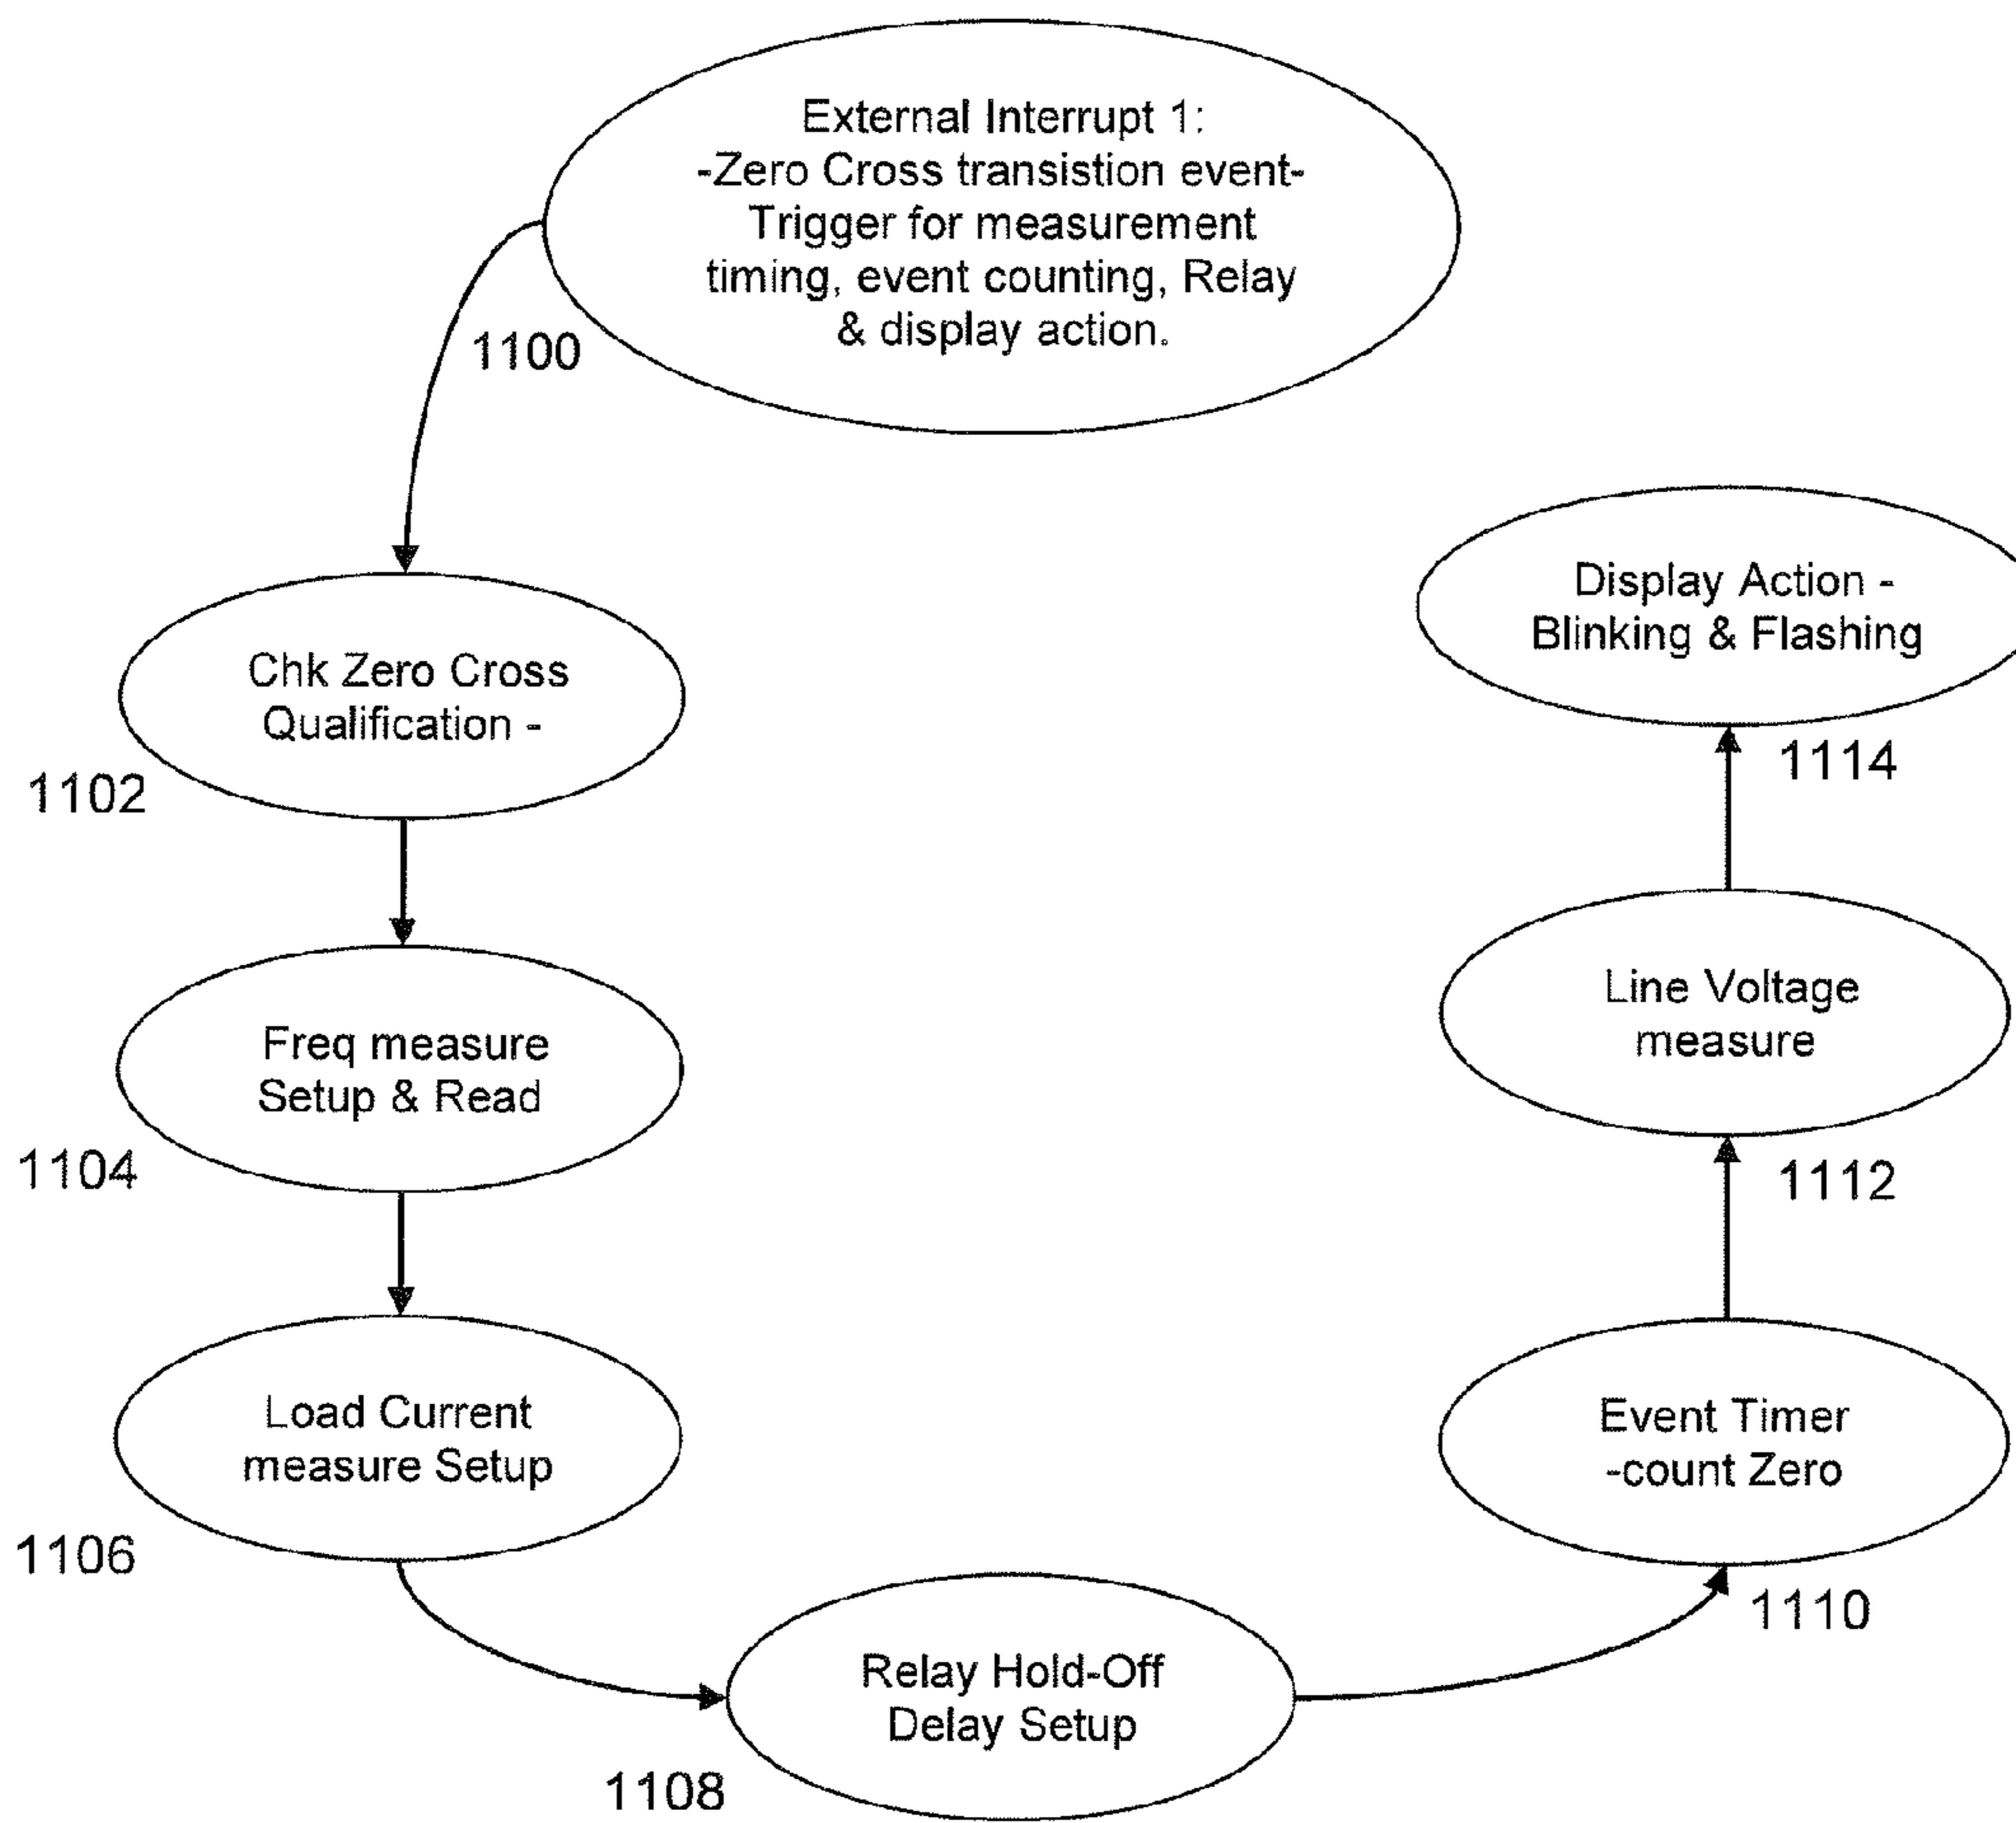 External Interrupt 1:
-Zero Cross transistion event-
Trigger for measurement
timing, event counting, Relay
& display action.
1100
Chk Zero Cross
Qualification -
1102
Freq measure
Setup & Read
1104
Load Current
measure Setup
1106
Relay Hold-Off
Delay Setup
1108
Event Timer
-count Zero
1110
Line Voltage
measure
1112
Display Action -
Blinking & Flashing
1114